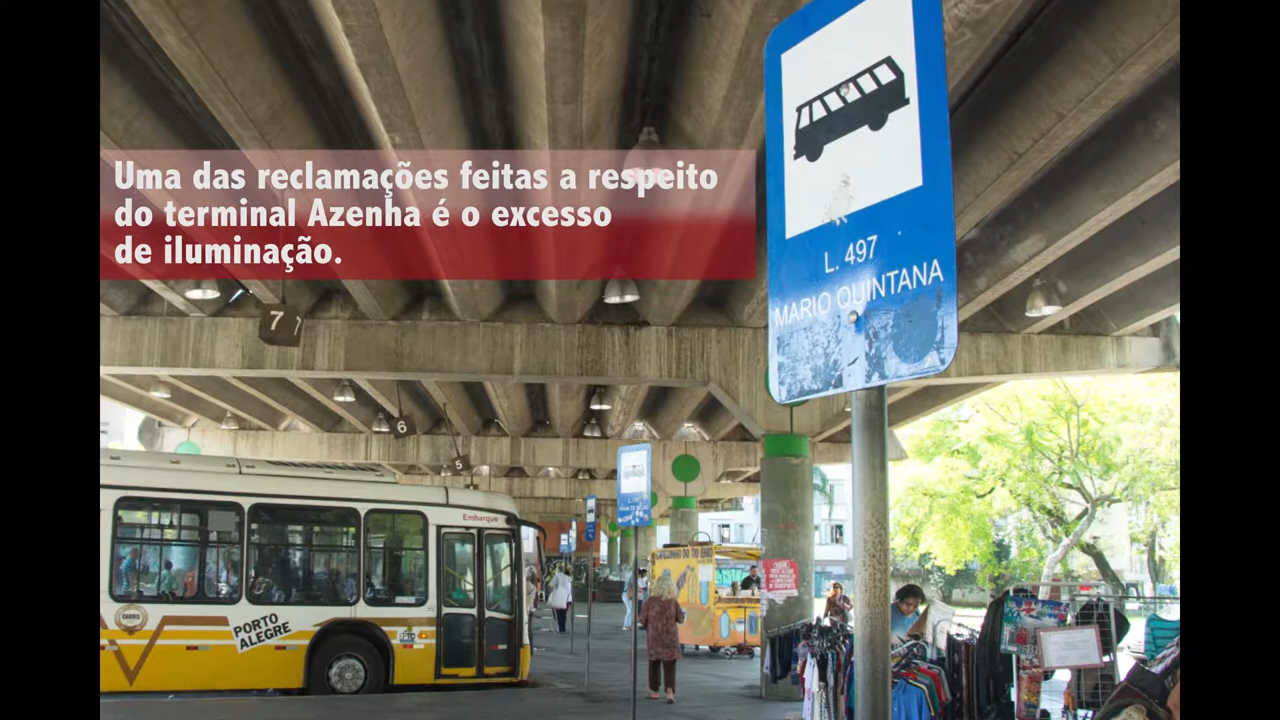 Uma das reclamações feitas a respeito
do terminal Azenha é o excesso
de iluminação.
L. 497
MARIO QUINTANA
7
6
5
Embarque
CARRIS
PORTO
ALEGRE